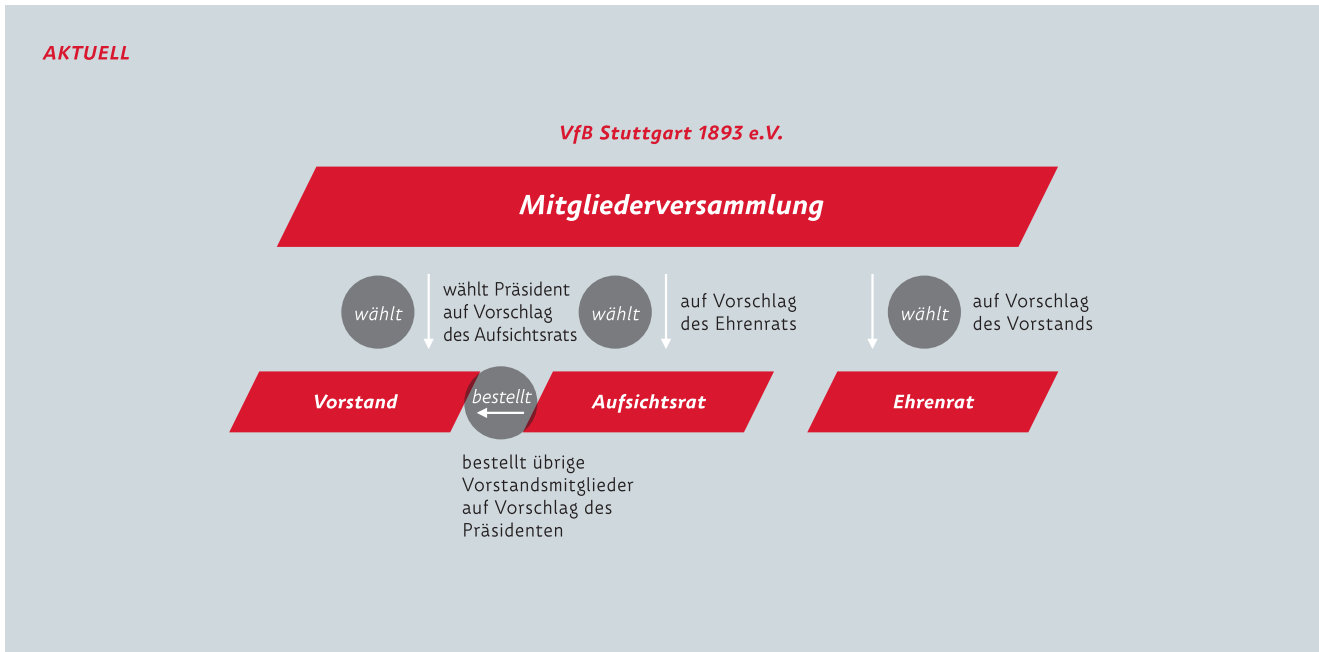 AKTUELL
VfB Stuttgart 1893 e.V.
Mitgliederversammlung
wählt
wählt Präsident
auf Vorschlag
des Aufsichtsrats
wählt
auf Vorschlag
des Ehrenrats
wählt
auf Vorschlag
des Vorstands
Vorstand
bestellt
Aufsichtsrat
Ehrenrat
bestellt übrige
Vorstandsmitglieder
auf Vorschlag des
Präsidenten